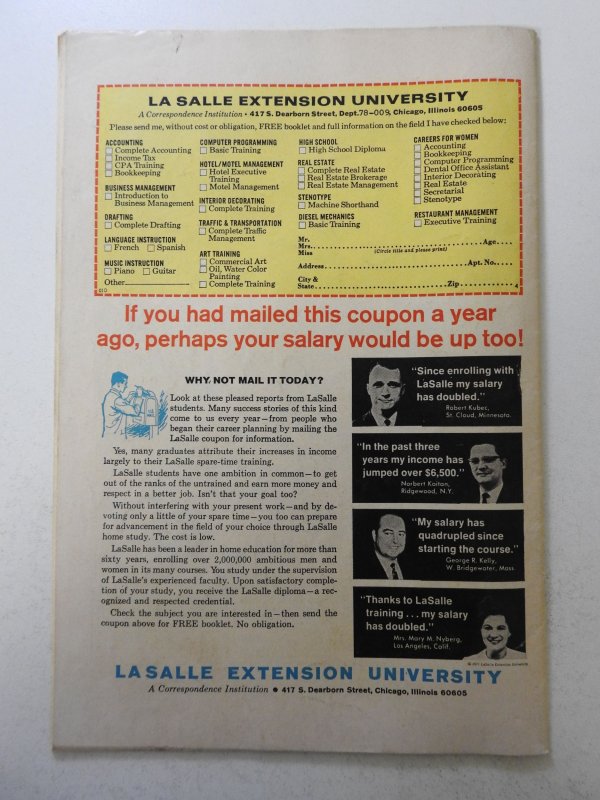 LA SALLE EXTENSION UNIVERSITY
A Correspondence Institution • 417 S. Dearborn Street, Dept. 78-009, Chicago, Illinois 60605
Please send me, without cost or obligation, FREE booklet and full information on the field I have checked below:
ACCOUNTING
Complete Accounting
Income Tax
CPA Training
Bookkeeping
BUSINESS MANAGEMENT
Introduction to
Business Management
DRAFTING
Complete Drafting
LANGUAGE INSTRUCTION
French Spanish
MUSIC INSTRUCTION
Piano Guitar
Other
COMPUTER PROGRAMMING
Basic Training
HOTEL/MOTEL MANAGEMENT
Hotel Executive
Training
Motel Management
INTERIOR DECORATING
Complete Training
TRAFFIC & TRANSPORTATION
Complete Traffic
Management
ART TRAINING
Commercial Art
Oil, Water Color
Painting
Complete Training
HIGH SCHOOL
High School Diploma
REAL ESTATE
Complete Real Estate
Real Estate Brokerage
Real Estate Management
STENOTYPE
Machine Shorthand
DIESEL MECHANICS
Basic Training
CAREERS FOR WOMEN
Accounting
Bookkeeping
Computer Programming
Dental Office Assistant
Interior Decorating
Real Estate
Secretarial
Stenotype
RESTAURANT MANAGEMENT
Executive Training
Mr.
Mrs. Age
Miss (Circle title and please print)
Address Apt. No.
City &
State Zip
If you had mailed this coupon a year
ago, perhaps your salary would be up too!
WHY NOT MAIL IT TODAY?
Look at these pleased reports from LaSalle
students. Many success stories of this kind
come to us every year—from people who
began their career planning by mailing the
LaSalle coupon for information.
Yes, many graduates attribute their increases in income
largely to their LaSalle spare-time training.
LaSalle students have one ambition in common—to get
out of the ranks of the untrained and earn more money and
respect in a better job. Isn't that your goal too?
Without interfering with your present work—and by de-
voting only a little of your spare time—you too can prepare
for advancement in the field of your choice through LaSalle
home study. The cost is low.
LaSalle has been a leader in home education for more than
sixty years, enrolling over 2,000,000 ambitious men and
women in its many courses. You study under the supervision
of LaSalle's experienced faculty. Upon satisfactory comple-
tion of your study, you receive the LaSalle diploma—a rec-
ognized and respected credential.
Check the subject you are interested in—then send the
coupon above for FREE booklet. No obligation.
"Since enrolling with
LaSalle my salary
has doubled."
Robert Kubec,
St. Cloud, Minnesota.
"In the past three
years my income has
jumped over $6,500."
Norbert Kaitan,
Ridgewood, N.Y.
"My salary has
quadrupled since
starting the course."
George R. Kelly,
W. Bridgewater, Mass.
"Thanks to LaSalle
training ... my salary
has doubled."
Mrs. Mary M. Nyberg,
Los Angeles, Calif.
LA SALLE EXTENSION UNIVERSITY
A Correspondence Institution • 417 S. Dearborn Street, Chicago, Illinois 60605